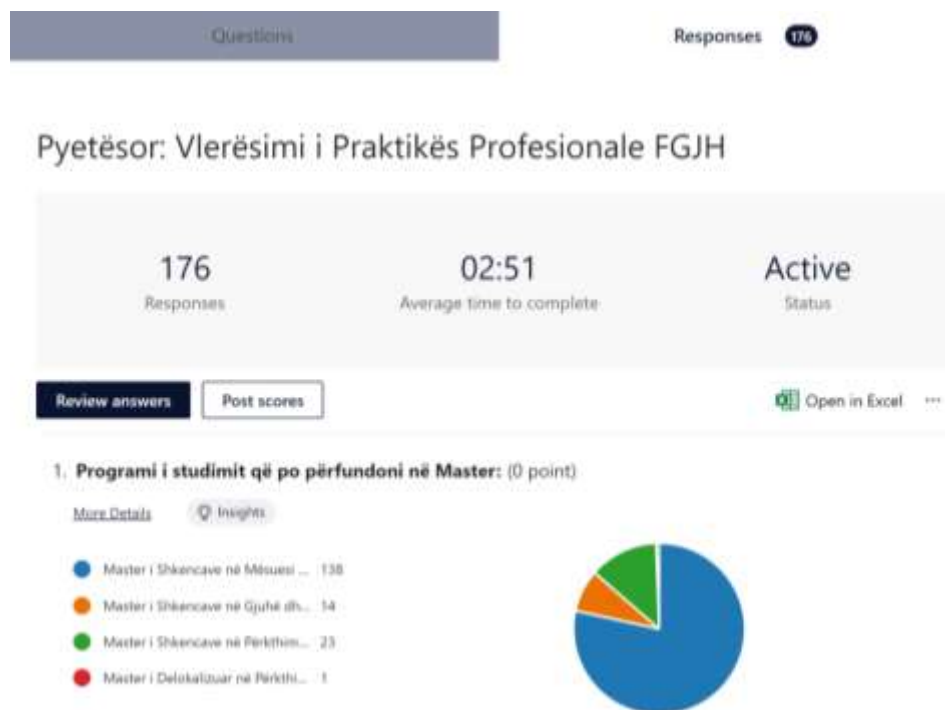 Questions
Responses 176
Pyetësor: Vlerësimi i Praktikës Profesionale FGJH
176
Responses
02:51
Average time to complete
Active
Status
Review answers
Post scores
Open in Excel ...
1. Programi i studimit që po përfundoni në Master: (0 point)
More Details
Insights
Master i Shkencave në Mësuesi ... 138
Master i Shkencave në Gjuhë dh... 14
Master i Shkencave në Përkthim... 23
Master i Delokalizuar në Përkthi... 1